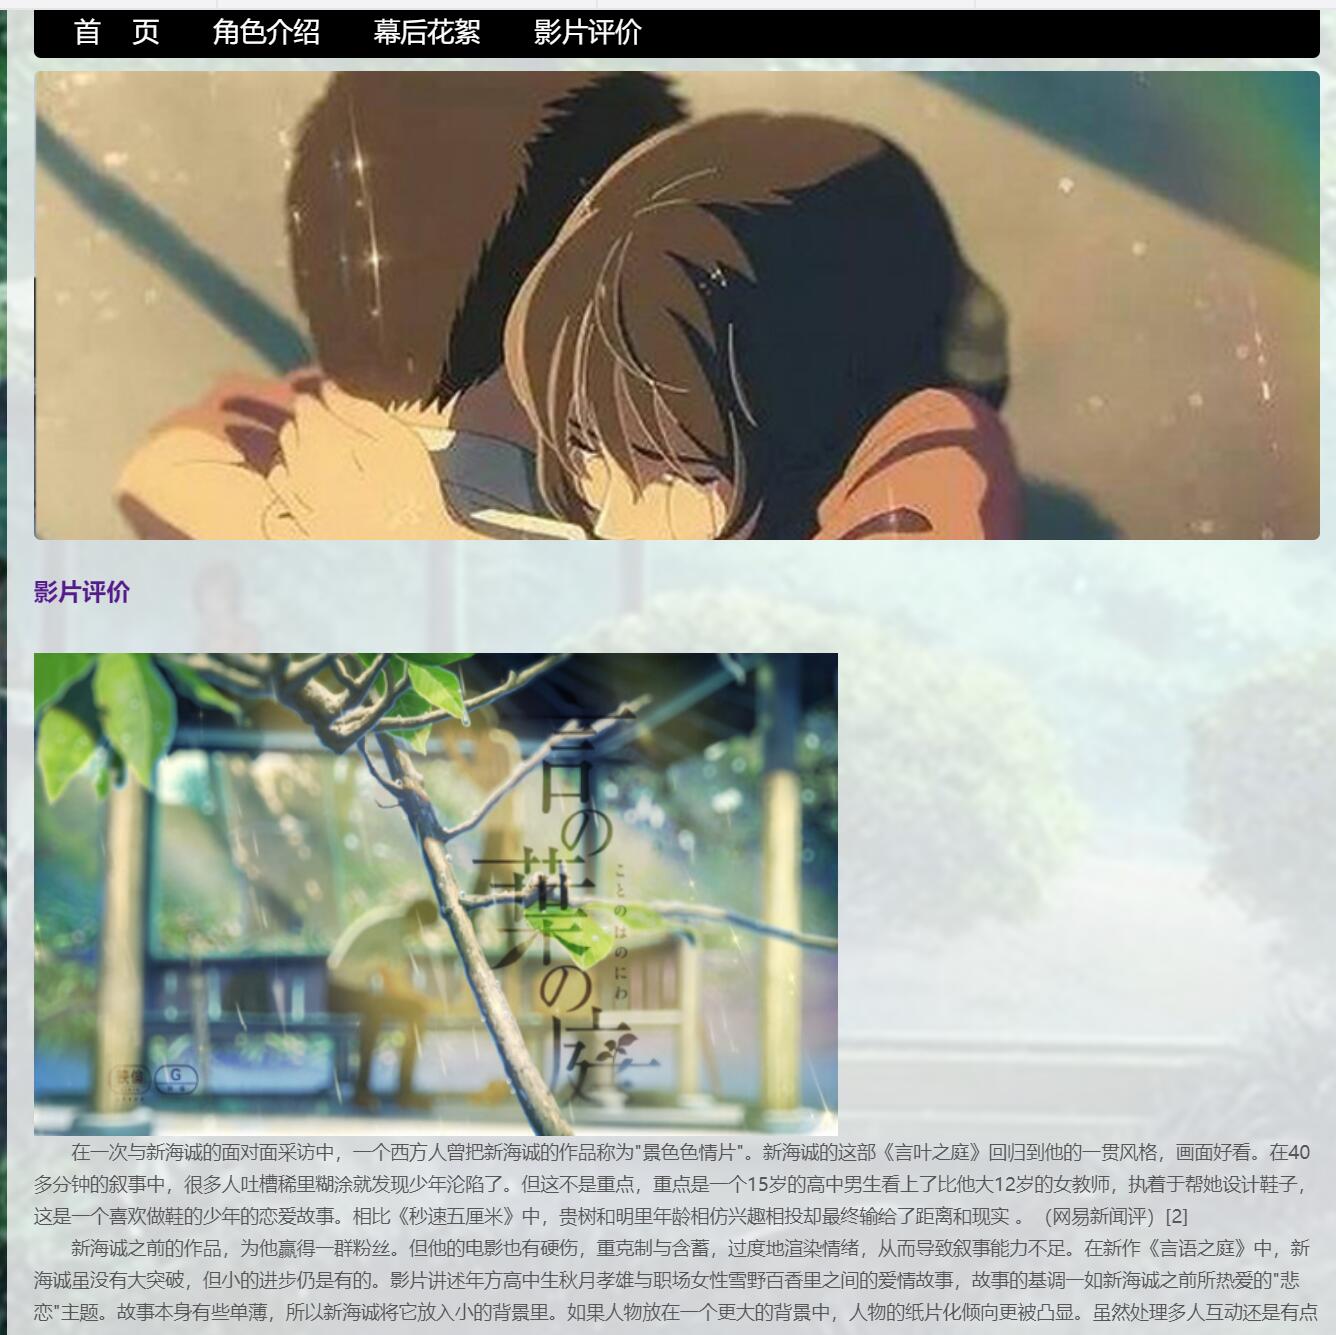 首 页 角色介绍 幕后花絮 影片评价
影片评价
言の葉の庭
ことのはのにわ
映倫 G
在一次与新海诚的面对面采访中，一个西方人曾把新海诚的作品称为"景色色情片"。新海诚的这部《言叶之庭》回归到他的一贯风格，画面好看。在40
多分钟的叙事中，很多人吐槽稀里糊涂就发现少年沦陷了。但这不是重点，重点是一个15岁的高中男生看上了比他大12岁的女教师，执着于帮她设计鞋子，
这是一个喜欢做鞋的少年的恋爱故事。相比《秒速五厘米》中，贵树和明里年龄相仿兴趣相投却最终输给了距离和现实 。（网易新闻评）[2]
新海诚之前的作品，为他赢得一群粉丝。但他的电影也有硬伤，重克制与含蓄，过度地渲染情绪，从而导致叙事能力不足。在新作《言语之庭》中，新
海诚虽没有大突破，但小的进步仍是有的。影片讲述年方高中生秋月孝雄与职场女性雪野百香里之间的爱情故事，故事的基调一如新海诚之前所热爱的"悲
恋"主题。故事本身有些单薄，所以新海诚将它放入小的背景里。如果人物放在一个更大的背景中，人物的纸片化倾向更被凸显。虽然处理多人互动还是有点